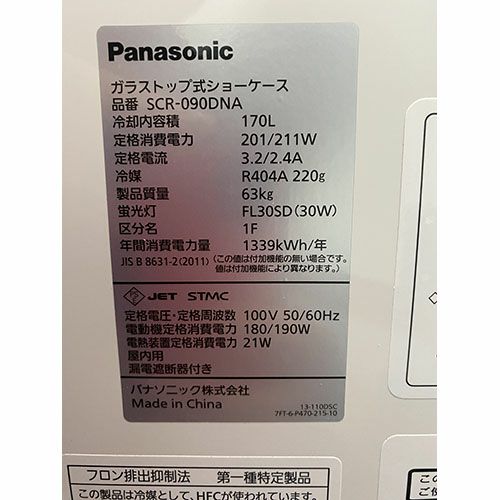 Panasonic
ガラストップ式ショーケース
品番 SCR-090DNA
冷却内容積 170L
定格消費電力 201/211W
定格電流 3.2/2.4A
冷媒 R404A 220g
製品質量 63kg
蛍光灯 FL30SD(30W)
区分名 1F
年間消費電力量 1339kWh/年
JIS B 8631-2(2011) (この値は付加機能の無い場合です。
値は付加機能により異なります。)
JET STMC
定格電圧・定格周波数 100V 50/60Hz
電動機定格消費電力 180/190W
電熱装置定格消費電力 21W
屋内用
漏電遮断器付き
パナソニック株式会社
Made in China
13-110DSC
7FT-6-P470-215-10
フロン排出抑制法 第一種特定製品
この製品は冷媒として、HFCが使われています。